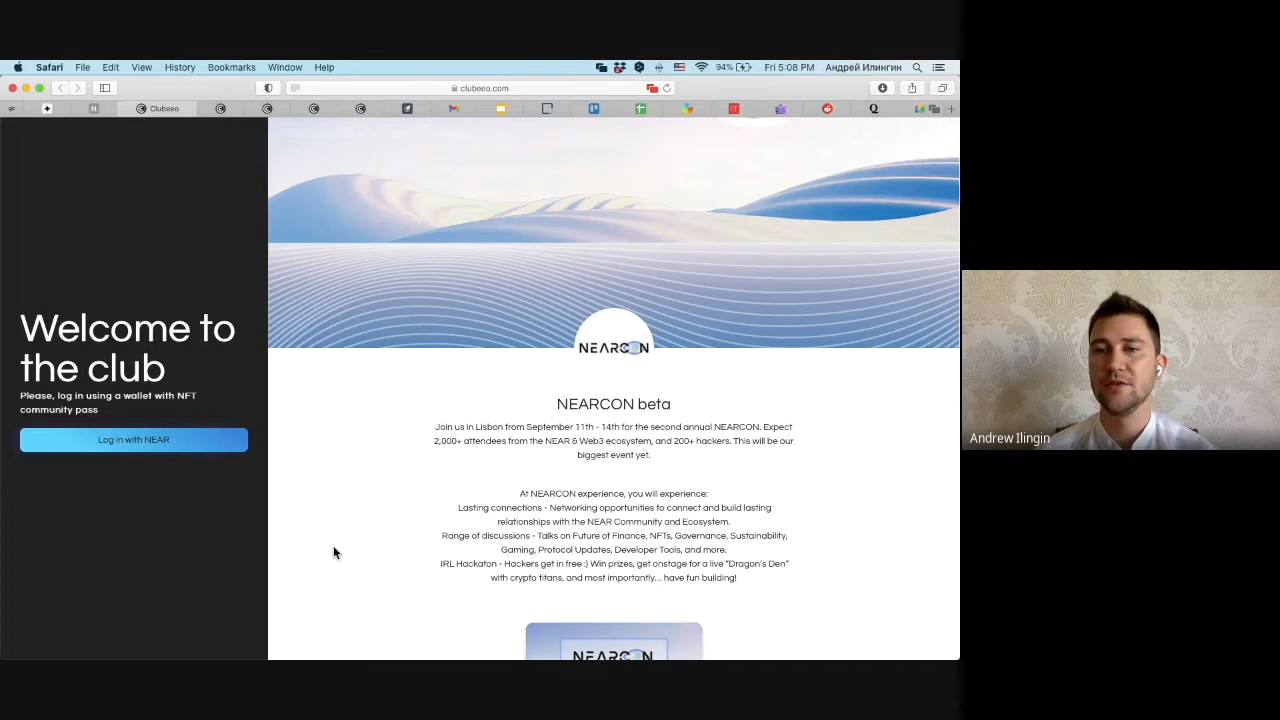 Safari File Edit View History Bookmarks Window Help
94% Fri 5:08 PM Андрей Илингин
clubeeo.com
Clubeeo
Welcome to
the club
Please, log in using a wallet with NFT
community pass
Log in with NEAR
NEARCON
NEARCON beta
Join us in Lisbon from September 11th - 14th for the second annual NEARCON. Expect
2,000+ attendees from the NEAR & Web3 ecosystem, and 200+ hackers. This will be our
biggest event yet.
At NEARCON experience, you will experience:
Lasting connections - Networking opportunities to connect and build lasting
relationships with the NEAR Community and Ecosystem.
Range of discussions - Talks on Future of Finance, NFTs, Governance, Sustainability,
Gaming, Protocol Updates, Developer Tools, and more.
IRL Hackaton - Hackers get in free :) Win prizes, get onstage for a live "Dragon's Den"
with crypto titans, and most importantly... have fun building!
NEARCON
Andrew Ilingin